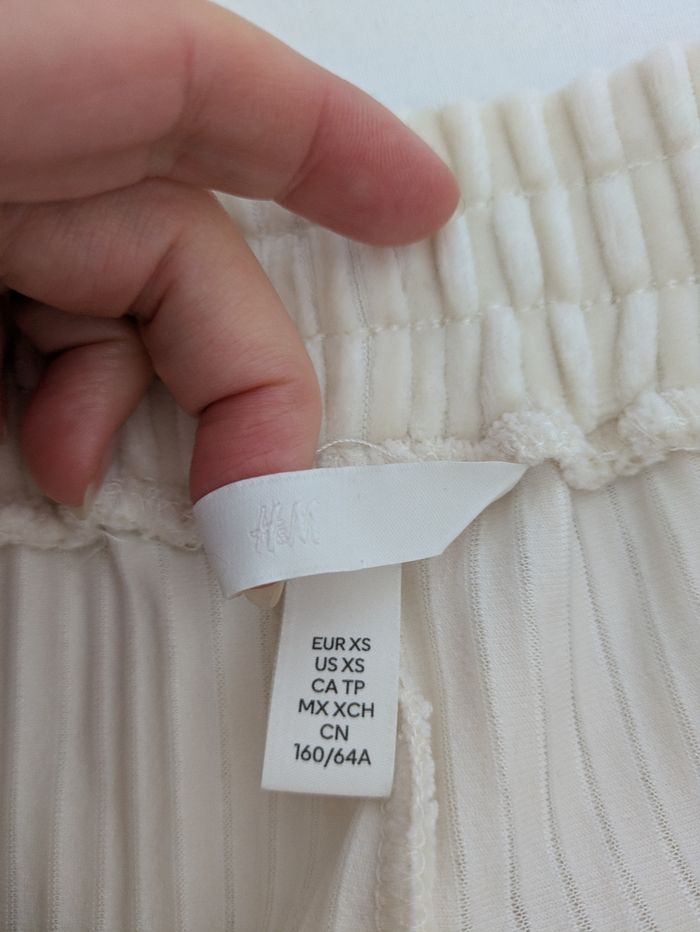 H&M
EUR XS
US XS
CA TP
MX XCH
CN
160/64A